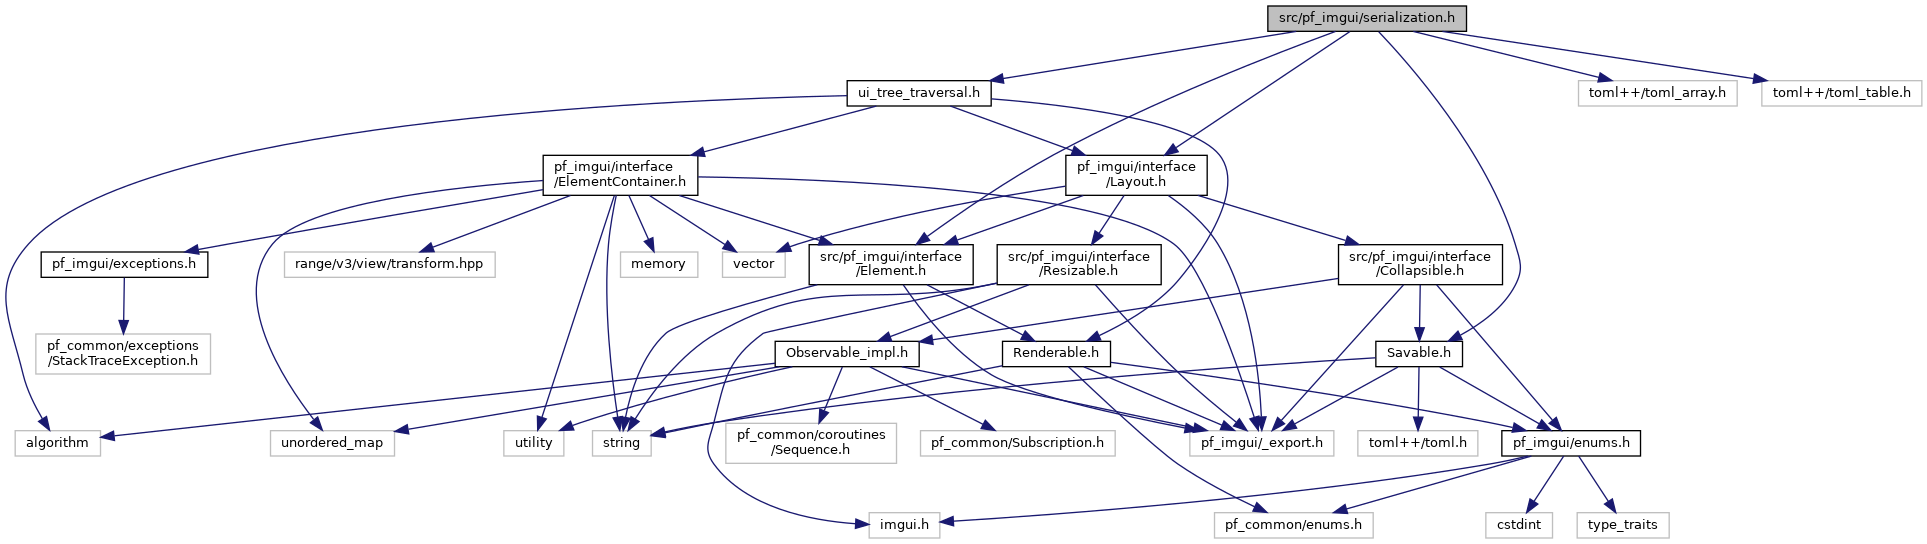 src/pf_imgui/serialization.h
ui_tree_traversal.h
toml++/toml_array.h
toml++/toml_table.h
pf_imgui/interface
/ElementContainer.h
pf_imgui/interface
/Layout.h
pf_imgui/exceptions.h
range/v3/view/transform.hpp
memory
vector
src/pf_imgui/interface
/Element.h
src/pf_imgui/interface
/Resizable.h
src/pf_imgui/interface
/Collapsible.h
pf_common/exceptions
/StackTraceException.h
Observable_impl.h
Renderable.h
Savable.h
algorithm
unordered_map
utility
string
pf_common/coroutines
/Sequence.h
pf_common/Subscription.h
pf_imgui/_export.h
toml++/toml.h
pf_imgui/enums.h
imgui.h
pf_common/enums.h
cstdint
type_traits